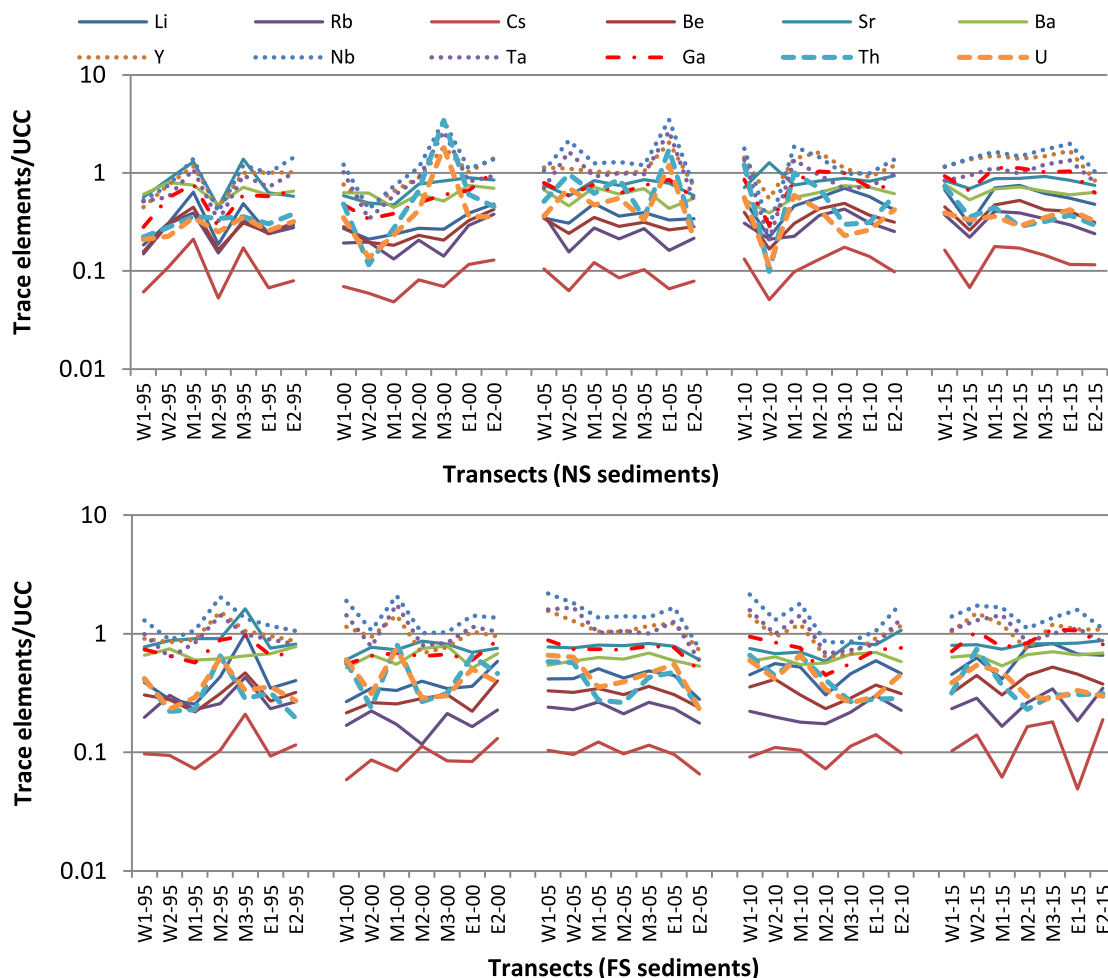 Li Rb Cs Be Sr Ba
Y Nb Ta Ga Th U
10
1
0.1
0.01
Trace elements/UCC
W1-95 W2-95 M1-95 M2-95 M3-95 E1-95 E2-95 W1-00 W2-00 M1-00 M2-00 M3-00 E1-00 E2-00 W1-05 W2-05 M1-05 M2-05 M3-05 E1-05 E2-05 W1-10 W2-10 M1-10 M2-10 M3-10 E1-10 E2-10 W1-15 W2-15 M1-15 M2-15 M3-15 E1-15 E2-15
Transects (NS sediments)
10
1
0.1
0.01
Trace elements/UCC
W1-95 W2-95 M1-95 M2-95 M3-95 E1-95 E2-95 W1-00 W2-00 M1-00 M2-00 M3-00 E1-00 E2-00 W1-05 W2-05 M1-05 M2-05 M3-05 E1-05 E2-05 W1-10 W2-10 M1-10 M2-10 M3-10 E1-10 E2-10 W1-15 W2-15 M1-15 M2-15 M3-15 E1-15 E2-15
Transects (FS sediments)